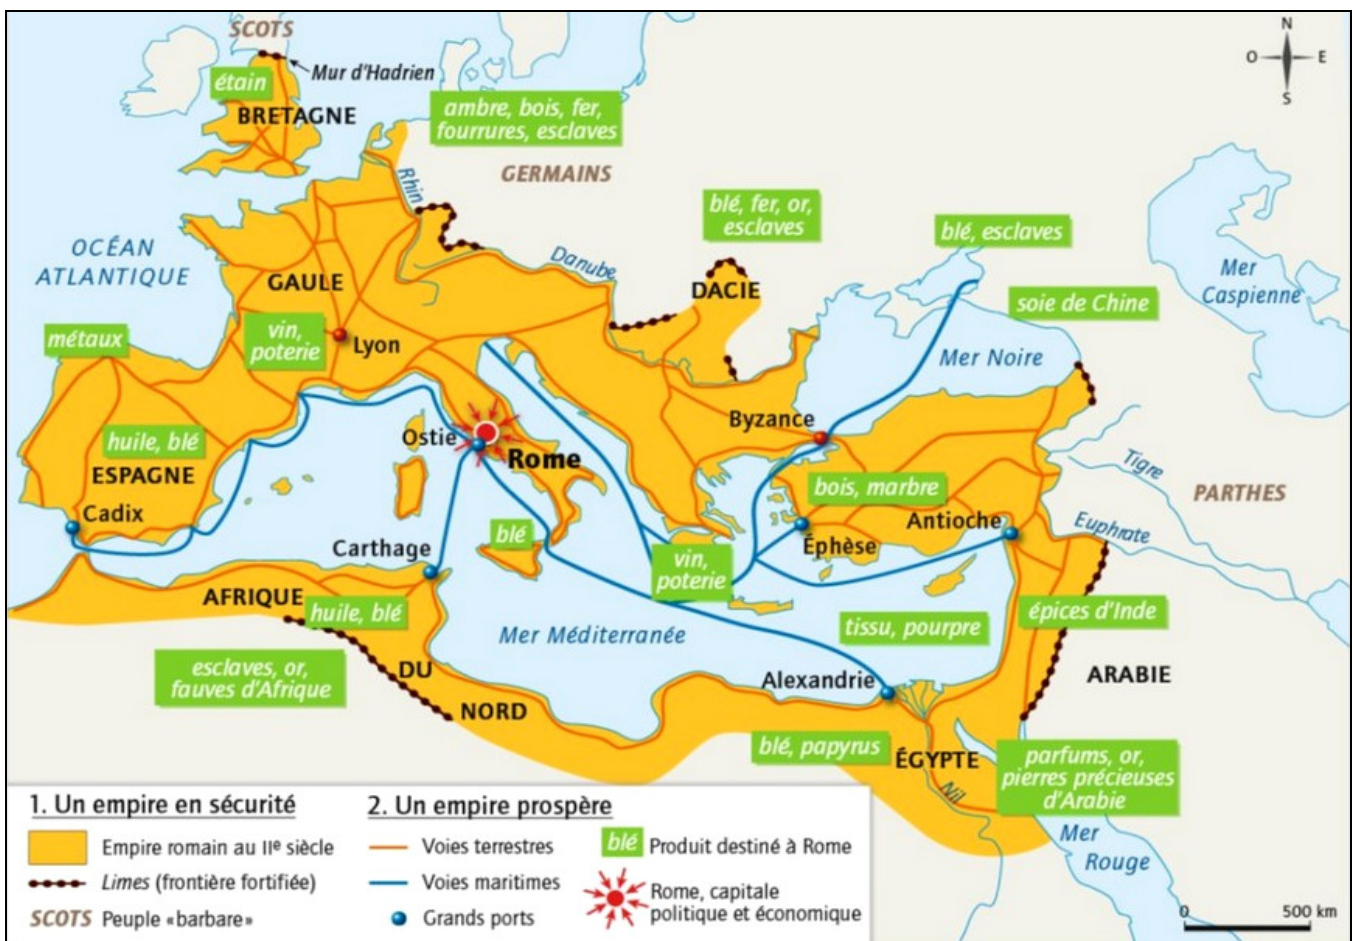 SCOTS
Mur d'Hadrien
étain
BRETAGNE
ambre, bois, fer,
fourrures, esclaves
GERMAINS
Rhin
N
O
E
S
OCÉAN
ATLANTIQUE
GAULE
Danube
blé, fer, or,
esclaves
DACIE
blé, esclaves
Mer
Caspienne
soie de Chine
métaux
vin,
poterie
Lyon
Mer Noire
huile, blé
ESPAGNE
Ostie
Rome
Byzance
Tigre
PARTHES
bois, marbre
Cadix
Carthage
blé
vin,
poterie
Éphèse
Antioche
Euphrate
AFRIQUE
huile, blé
Mer Méditerranée
tissu, pourpre
épices d'Inde
esclaves, or,
fauves d'Afrique
DU
NORD
Alexandrie
ARABIE
blé, papyrus
ÉGYPTE
Nil
parfums, or,
pierres précieuses
d'Arabie
Mer
Rouge
1. Un empire en sécurité
Empire romain au IIe siècle
Limes (frontière fortifiée)
SCOTS Peuple «barbare»
2. Un empire prospère
Voies terrestres
Voies maritimes
Grands ports
blé Produit destiné à Rome
Rome, capitale
politique et économique
0 500 km